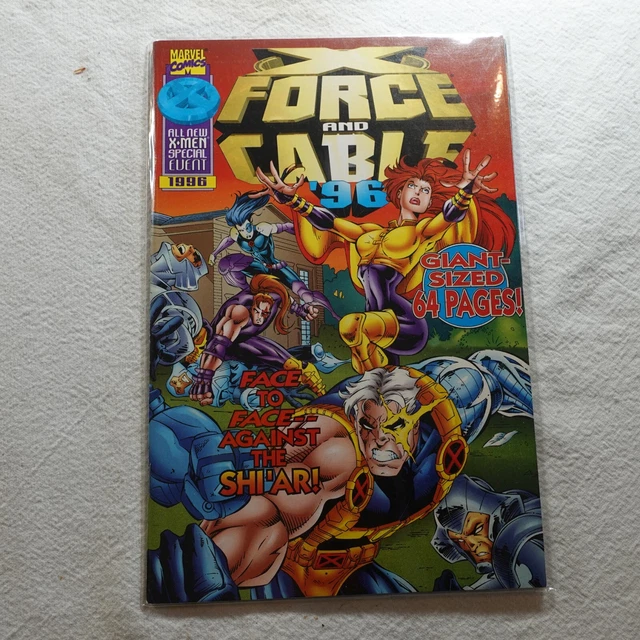 MARVEL
COMICS
X
ALL NEW
X-MEN
SPECIAL
EVENT
1996
X
FORCE
AND
CABLE
'96
GIANT-
SIZED
64 PAGES!
FACE
TO
FACE--
AGAINST
THE
SHI'AR!